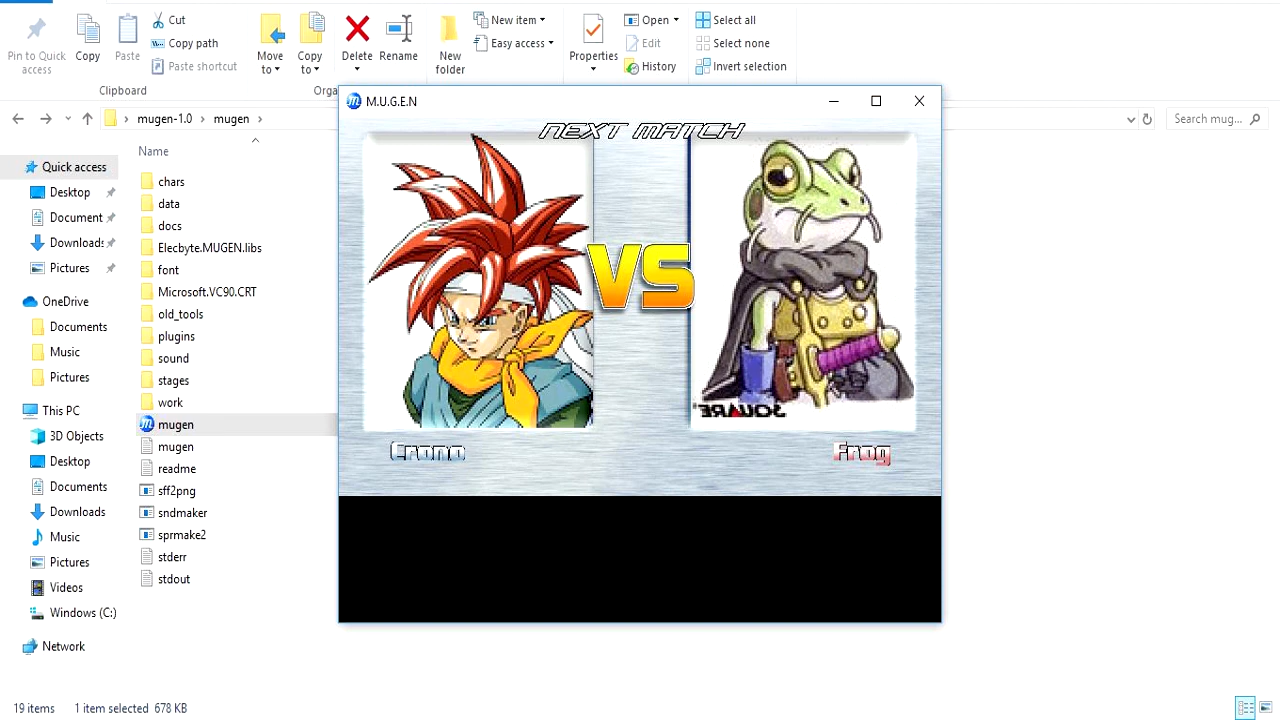 Pin to Quick access
Copy
Paste
Cut
Copy path
Paste shortcut
Clipboard
Move to
Copy to
Delete
Rename
Orga
New folder
New item
Easy access
Properties
Open
Edit
History
Select all
Select none
Invert selection
mugen-1.0 > mugen >
Search mug...
M.U.G.E.N
NEXT MATCH
VS
SQUARE
Crono
Frog
Quick access
Desktop
Document
Downloads
Pictur
OneDri
Documents
Music
Pictures
This PC
3D Objects
Desktop
Documents
Downloads
Music
Pictures
Videos
Windows (C:)
Network
Name
chars
data
docs
Elecbyte.MUGEN.libs
font
Microsoft.VC90.CRT
old_tools
plugins
sound
stages
work
mugen
mugen
readme
sff2png
sndmaker
sprmake2
stderr
stdout
19 items
1 item selected 678 KB